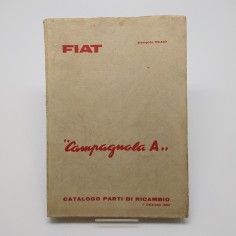 FIAT
"Campagnola A"
CATALOGO PARTI DI RICAMBIO